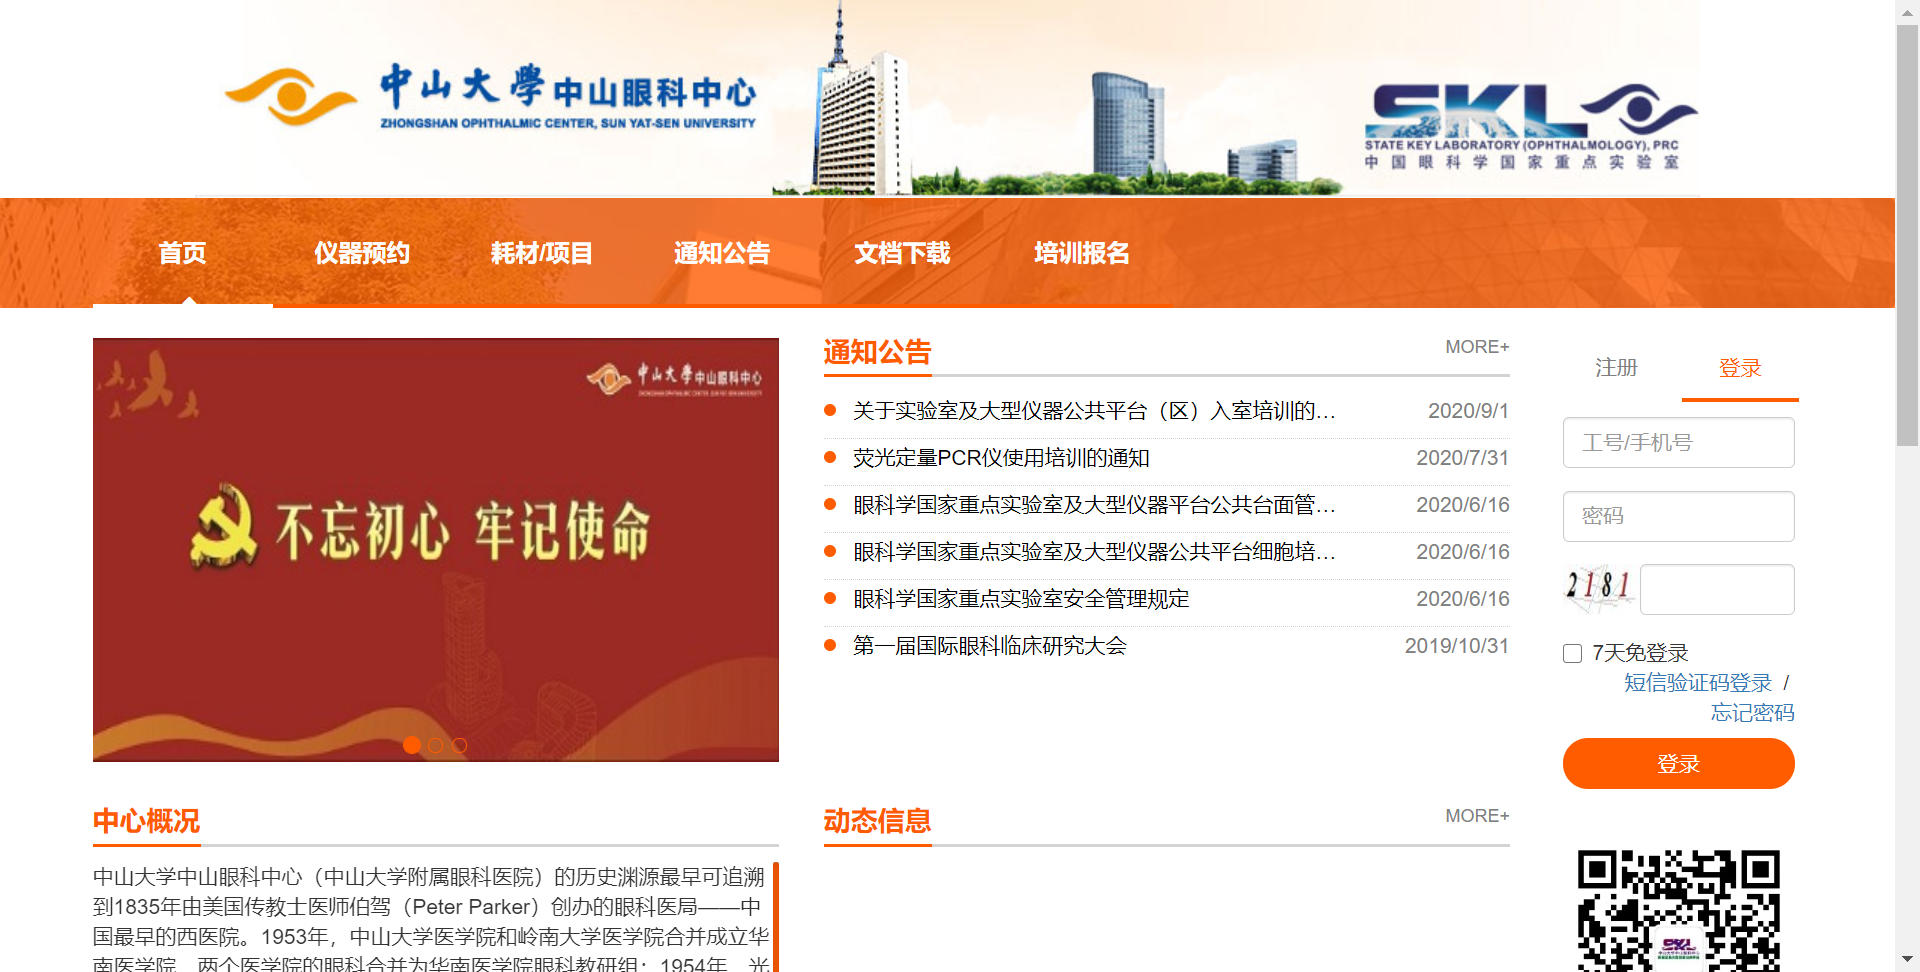 中山大學中山眼科中心
ZHONGSHAN OPHTHALMIC CENTER, SUN YAT-SEN UNIVERSITY
SKL
STATE KEY LABORATORY (OPHTHALMOLOGY), PRC
中国眼科学国家重点实验室
首页
仪器预约
耗材/项目
通知公告
文档下载
培训报名
中山大學中山眼科中心
不忘初心 牢记使命
通知公告
MORE+
关于实验室及大型仪器公共平台（区）入室培训的… 2020/9/1
荧光定量PCR仪使用培训的通知 2020/7/31
眼科学国家重点实验室及大型仪器平台公共台面管… 2020/6/16
眼科学国家重点实验室及大型仪器公共平台细胞培… 2020/6/16
眼科学国家重点实验室安全管理规定 2020/6/16
第一届国际眼科临床研究大会 2019/10/31
注册
登录
工号/手机号
密码
2181
7天免登录
短信验证码登录 /
忘记密码
登录
中心概况
中山大学中山眼科中心（中山大学附属眼科医院）的历史渊源最早可追溯
到1835年由美国传教士医师伯驾（Peter Parker）创办的眼科医局——中
国最早的西医院。1953年，中山大学医学院和岭南大学医学院合并成立华
南医学院，两个医学院的眼科合并为华南医学院眼科教研组；1954年，光
动态信息
MORE+
SKL